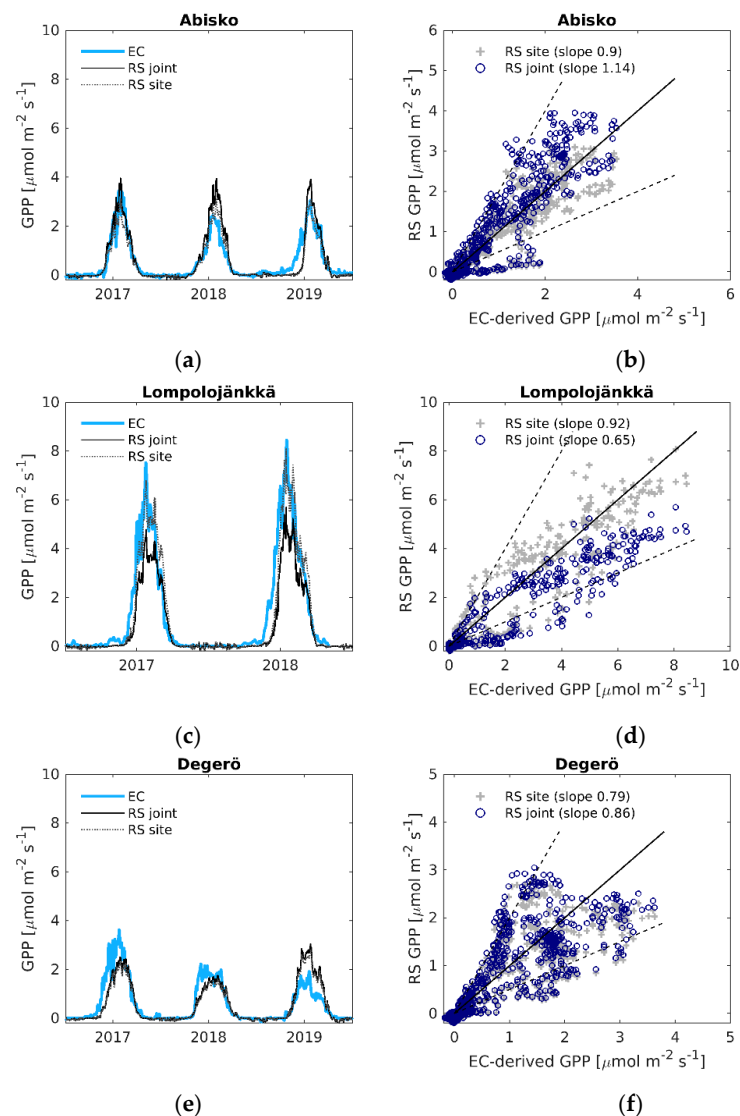 Abisko
10
8
6
4
2
0
GPP [μmol m-2 s-1]
EC
RS joint
RS site
2017 2018 2019
(a)
Abisko
6
5
4
3
2
1
0
RS GPP [μmol m-2 s-1]
RS site (slope 0.9)
RS joint (slope 1.14)
0 2 4 6
EC-derived GPP [μmol m-2 s-1]
(b)
Lompolojänkkä
10
8
6
4
2
0
GPP [μmol m-2 s-1]
EC
RS joint
RS site
2017 2018
(c)
Lompolojänkkä
10
8
6
4
2
0
RS GPP [μmol m-2 s-1]
RS site (slope 0.92)
RS joint (slope 0.65)
0 2 4 6 8 10
EC-derived GPP [μmol m-2 s-1]
(d)
Degerö
10
8
6
4
2
0
GPP [μmol m-2 s-1]
EC
RS joint
RS site
2017 2018 2019
(e)
Degerö
5
4
3
2
1
0
RS GPP [μmol m-2 s-1]
RS site (slope 0.79)
RS joint (slope 0.86)
0 1 2 3 4 5
EC-derived GPP [μmol m-2 s-1]
(f)